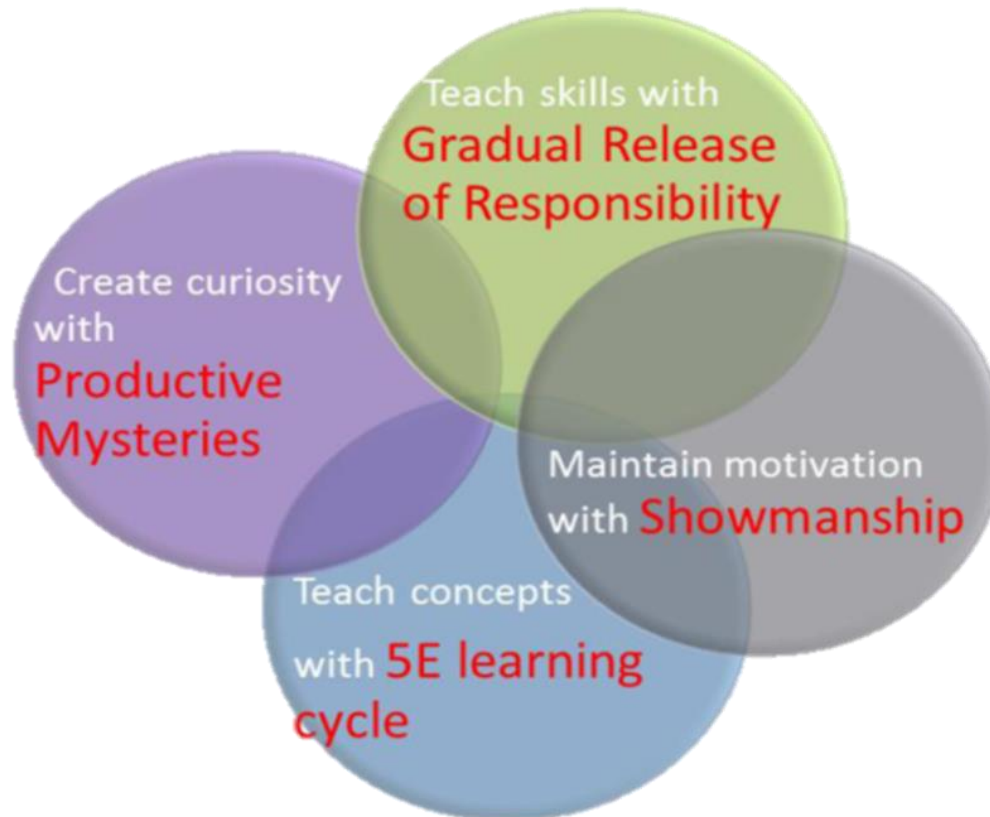 Teach skills with
Gradual Release
of Responsibility
Create curiosity
with
Productive
Mysteries
Maintain motivation
with Showmanship
Teach concepts
with 5E learning
cycle